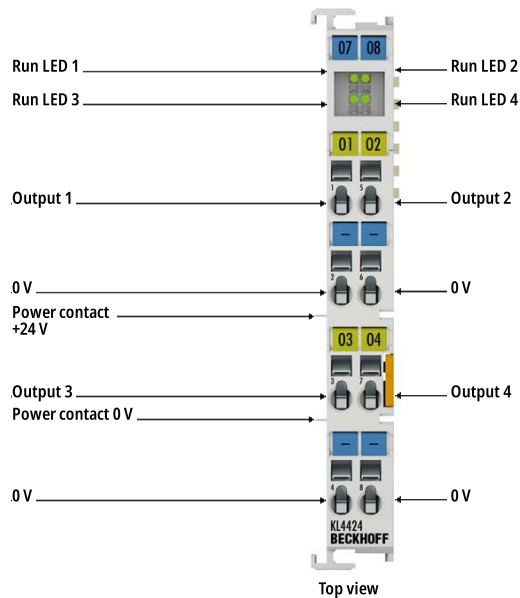 07 08
Run LED 1
Run LED 2
Run LED 3
Run LED 4
01 02
1 5
Output 1
Output 2
– –
2 6
0 V
0 V
Power contact
+24 V
03 04
3 7
Output 3
Output 4
Power contact 0 V
– –
4 8
0 V
0 V
KL4424
BECKHOFF
Top view